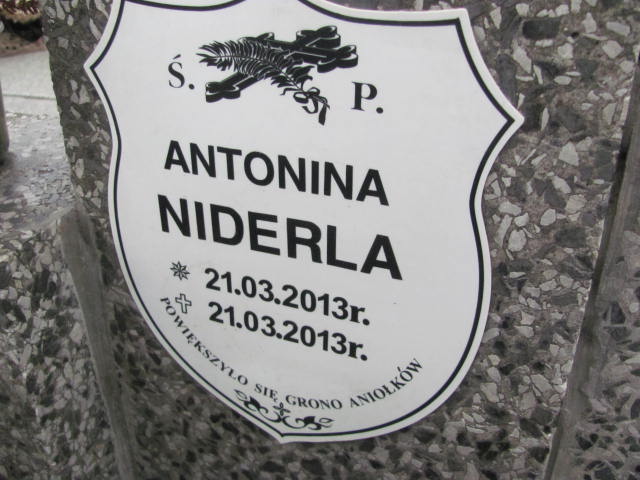 Ś. P.
ANTONINA
NIDERLA
21.03.2013r.
21.03.2013r.
POWIĘKSZYŁO SIĘ GRONO ANIOŁKÓW